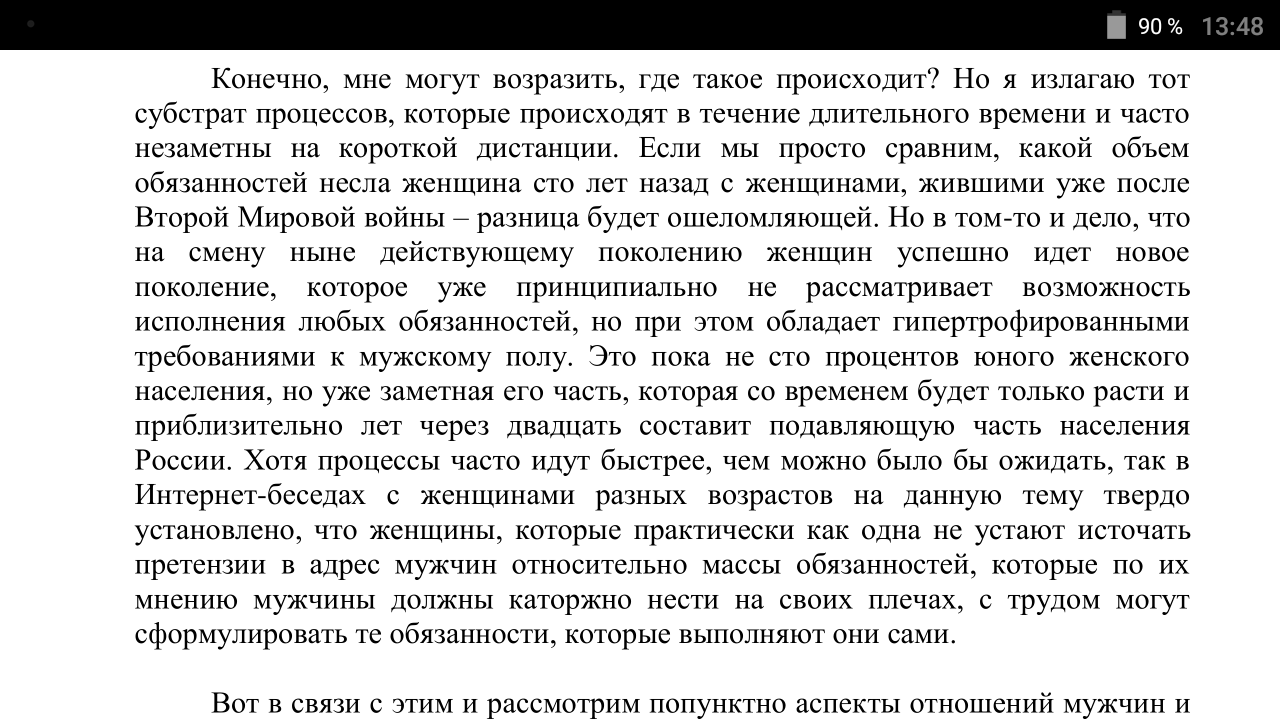 90 % 13:48
Конечно, мне могут возразить, где такое происходит? Но я излагаю тот
субстрат процессов, которые происходят в течение длительного времени и часто
незаметны на короткой дистанции. Если мы просто сравним, какой объем
обязанностей несла женщина сто лет назад с женщинами, жившими уже после
Второй Мировой войны – разница будет ошеломляющей. Но в том-то и дело, что
на смену ныне действующему поколению женщин успешно идет новое
поколение, которое уже принципиально не рассматривает возможность
исполнения любых обязанностей, но при этом обладает гипертрофированными
требованиями к мужскому полу. Это пока не сто процентов юного женского
населения, но уже заметная его часть, которая со временем будет только расти и
приблизительно лет через двадцать составит подавляющую часть населения
России. Хотя процессы часто идут быстрее, чем можно было бы ожидать, так в
Интернет-беседах с женщинами разных возрастов на данную тему твердо
установлено, что женщины, которые практически как одна не устают источать
претензии в адрес мужчин относительно массы обязанностей, которые по их
мнению мужчины должны каторжно нести на своих плечах, с трудом могут
сформулировать те обязанности, которые выполняют они сами.
Вот в связи с этим и рассмотрим попунктно аспекты отношений мужчин и